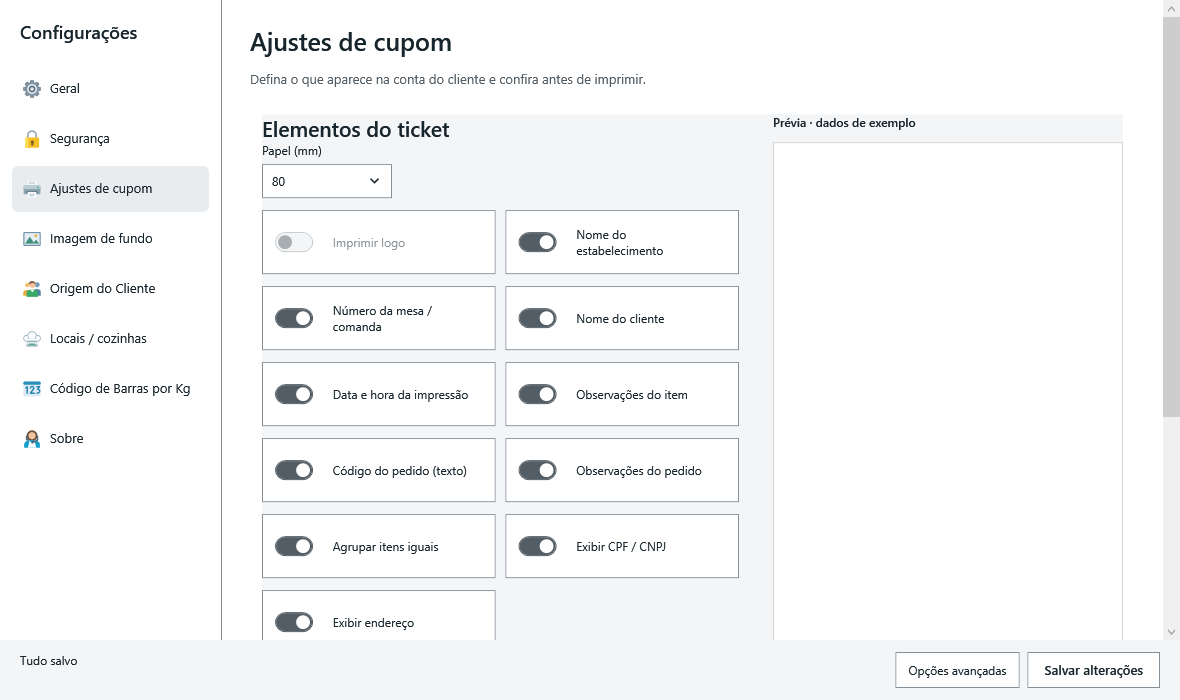 Configurações
Geral
Segurança
Ajustes de cupom
Imagem de fundo
Origem do Cliente
Locais / cozinhas
123
Código de Barras por Kg
Sobre
Ajustes de cupom
Defina o que aparece na conta do cliente e confira antes de imprimir.
Elementos do ticket
Papel (mm)
80
Imprimir logo
Nome do
estabelecimento
Número da mesa /
comanda
Nome do cliente
Data e hora da impressão
Observações do item
Código do pedido (texto)
Observações do pedido
Agrupar itens iguais
Exibir CPF / CNPJ
Exibir endereço
Prévia · dados de exemplo
Tudo salvo
Opções avançadas
Salvar alterações